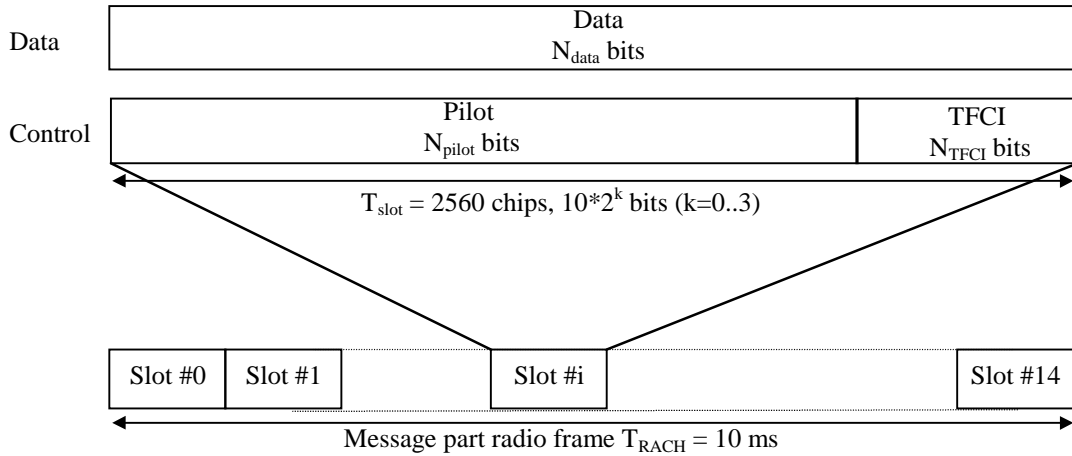 Data
Data
N_data bits
Control
Pilot
N_pilot bits
TFCI
N_TFCI bits
T_slot = 2560 chips, 10*2^k bits (k=0..3)
Slot #0
Slot #1
Slot #i
Slot #14
Message part radio frame T_RACH = 10 ms